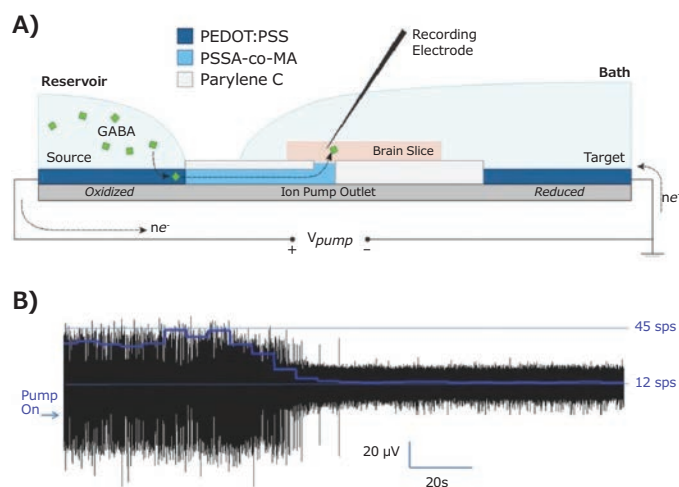 A)
PEDOT:PSS
PSSA-co-MA
Parylene C
Recording
Electrode
Reservoir
Bath
GABA
Brain Slice
Source
Target
Oxidized
Ion Pump Outlet
Reduced
ne-
ne-
Vpump
+
–
B)
45 sps
12 sps
Pump
On
20 µV
20s